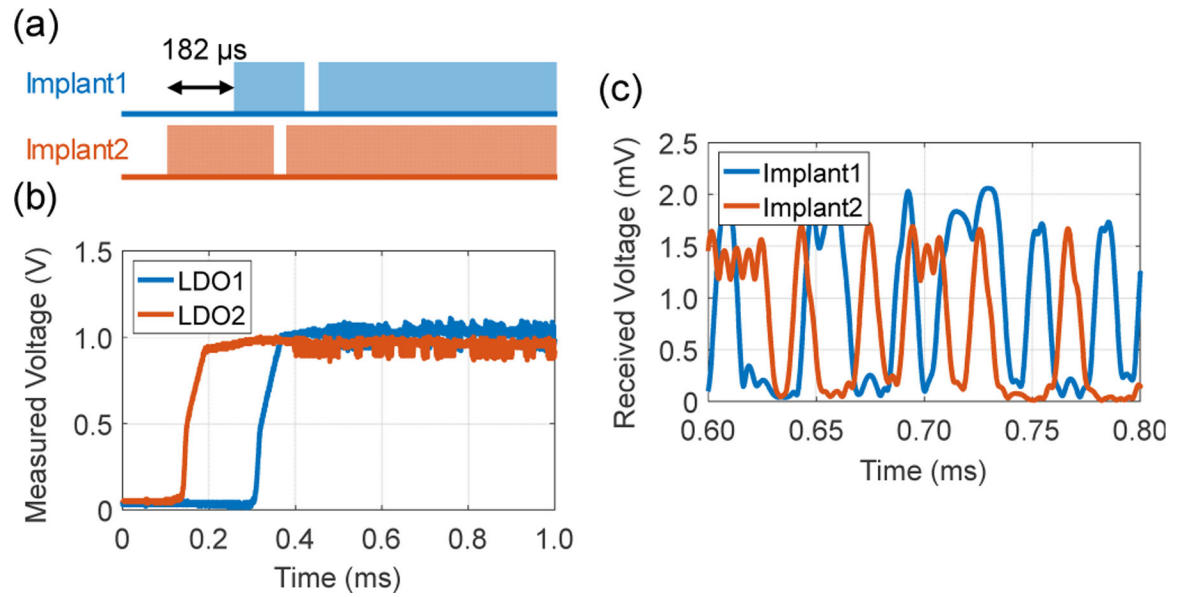 (a)
182 µs
Implant1
Implant2
(b)
1.5
1.0
0.5
0
Measured Voltage (V)
LDO1
LDO2
0 0.2 0.4 0.6 0.8 1.0
Time (ms)
(c)
2.5
2.0
1.5
1.0
0.5
0
Received Voltage (mV)
Implant1
Implant2
0.60 0.65 0.70 0.75 0.80
Time (ms)